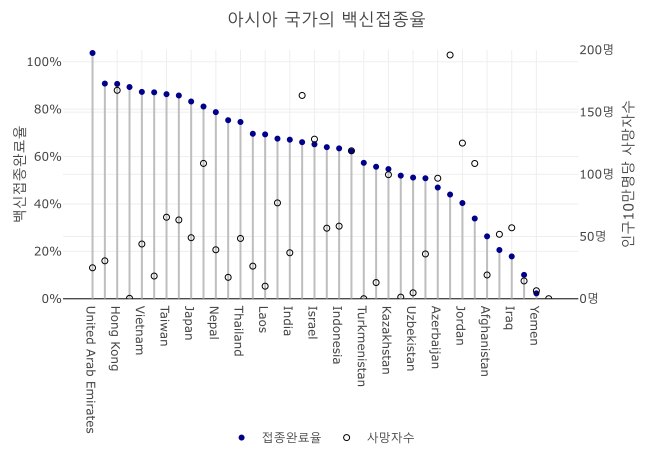 아시아 국가의 백신접종율
백신접종완료율
100%
80%
60%
40%
20%
0%
200명
150명
100명
50명
0명
인구10만명당 사망자수
United Arab Emirates
Hong Kong
Vietnam
Taiwan
Japan
Nepal
Thailand
Laos
India
Israel
Indonesia
Turkmenistan
Kazakhstan
Uzbekistan
Azerbaijan
Jordan
Afghanistan
Iraq
Yemen
접종완료율
사망자수